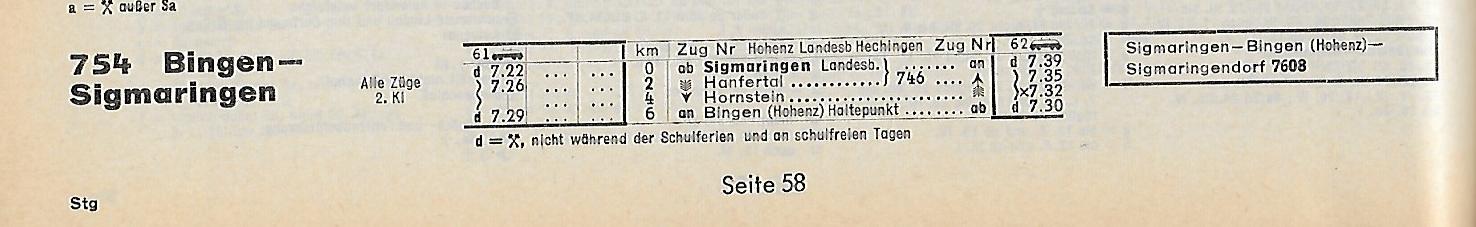 a = ⚒ außer Sa
754 Bingen—
Sigmaringen
Alle Züge
2. Kl
61 | km | Zug Nr Hohenz Landesb Hechingen Zug Nr | 62
d 7.22 ... ... | 0 | ab Sigmaringen Landesb. } ....... an | d 7.39
7.26 ... ... | 2 | Hanfertal ............ } 746 .... | 7.35
... ... | 4 | Hornstein.......................... | x7.32
d 7.29 ... ... | 6 | an Bingen (Hohenz) Haltepunkt ........ ab | d 7.30
d = ⚒, nicht während der Schulferien und an schulfreien Tagen
Sigmaringen—Bingen (Hohenz)—
Sigmaringendorf 7608
Seite 58
Stg